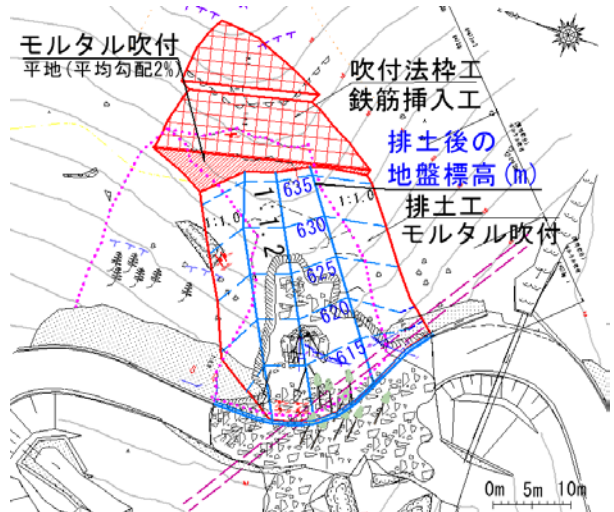 モルタル吹付
平地(平均勾配2%)
吹付法枠工
鉄筋挿入工
排土後の
地盤標高(m)
排土工
モルタル吹付
1:1.0
1:1.2
635
1:1.0
630
625
620
615
0m 5m 10m